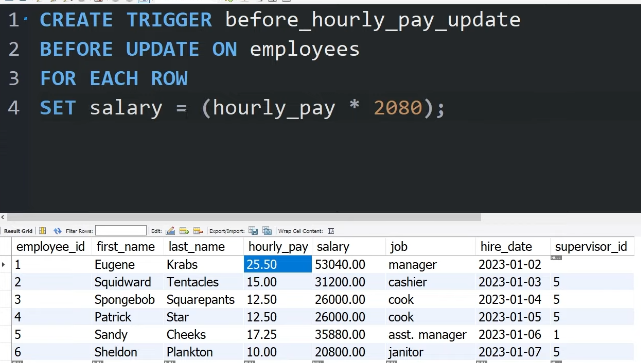 1 CREATE TRIGGER before_hourly_pay_update
2 BEFORE UPDATE ON employees
3 FOR EACH ROW
4 SET salary = (hourly_pay * 2080);
Result Grid Filter Rows: Edit: Export/Import: Wrap Cell Content:
employee_id first_name last_name hourly_pay salary job hire_date supervisor_id
1 Eugene Krabs 25.50 53040.00 manager 2023-01-02
2 Squidward Tentacles 15.00 31200.00 cashier 2023-01-03 5
3 Spongebob Squarepants 12.50 26000.00 cook 2023-01-04 5
4 Patrick Star 12.50 26000.00 cook 2023-01-05 5
5 Sandy Cheeks 17.25 35880.00 asst. manager 2023-01-06 1
6 Sheldon Plankton 10.00 20800.00 janitor 2023-01-07 5